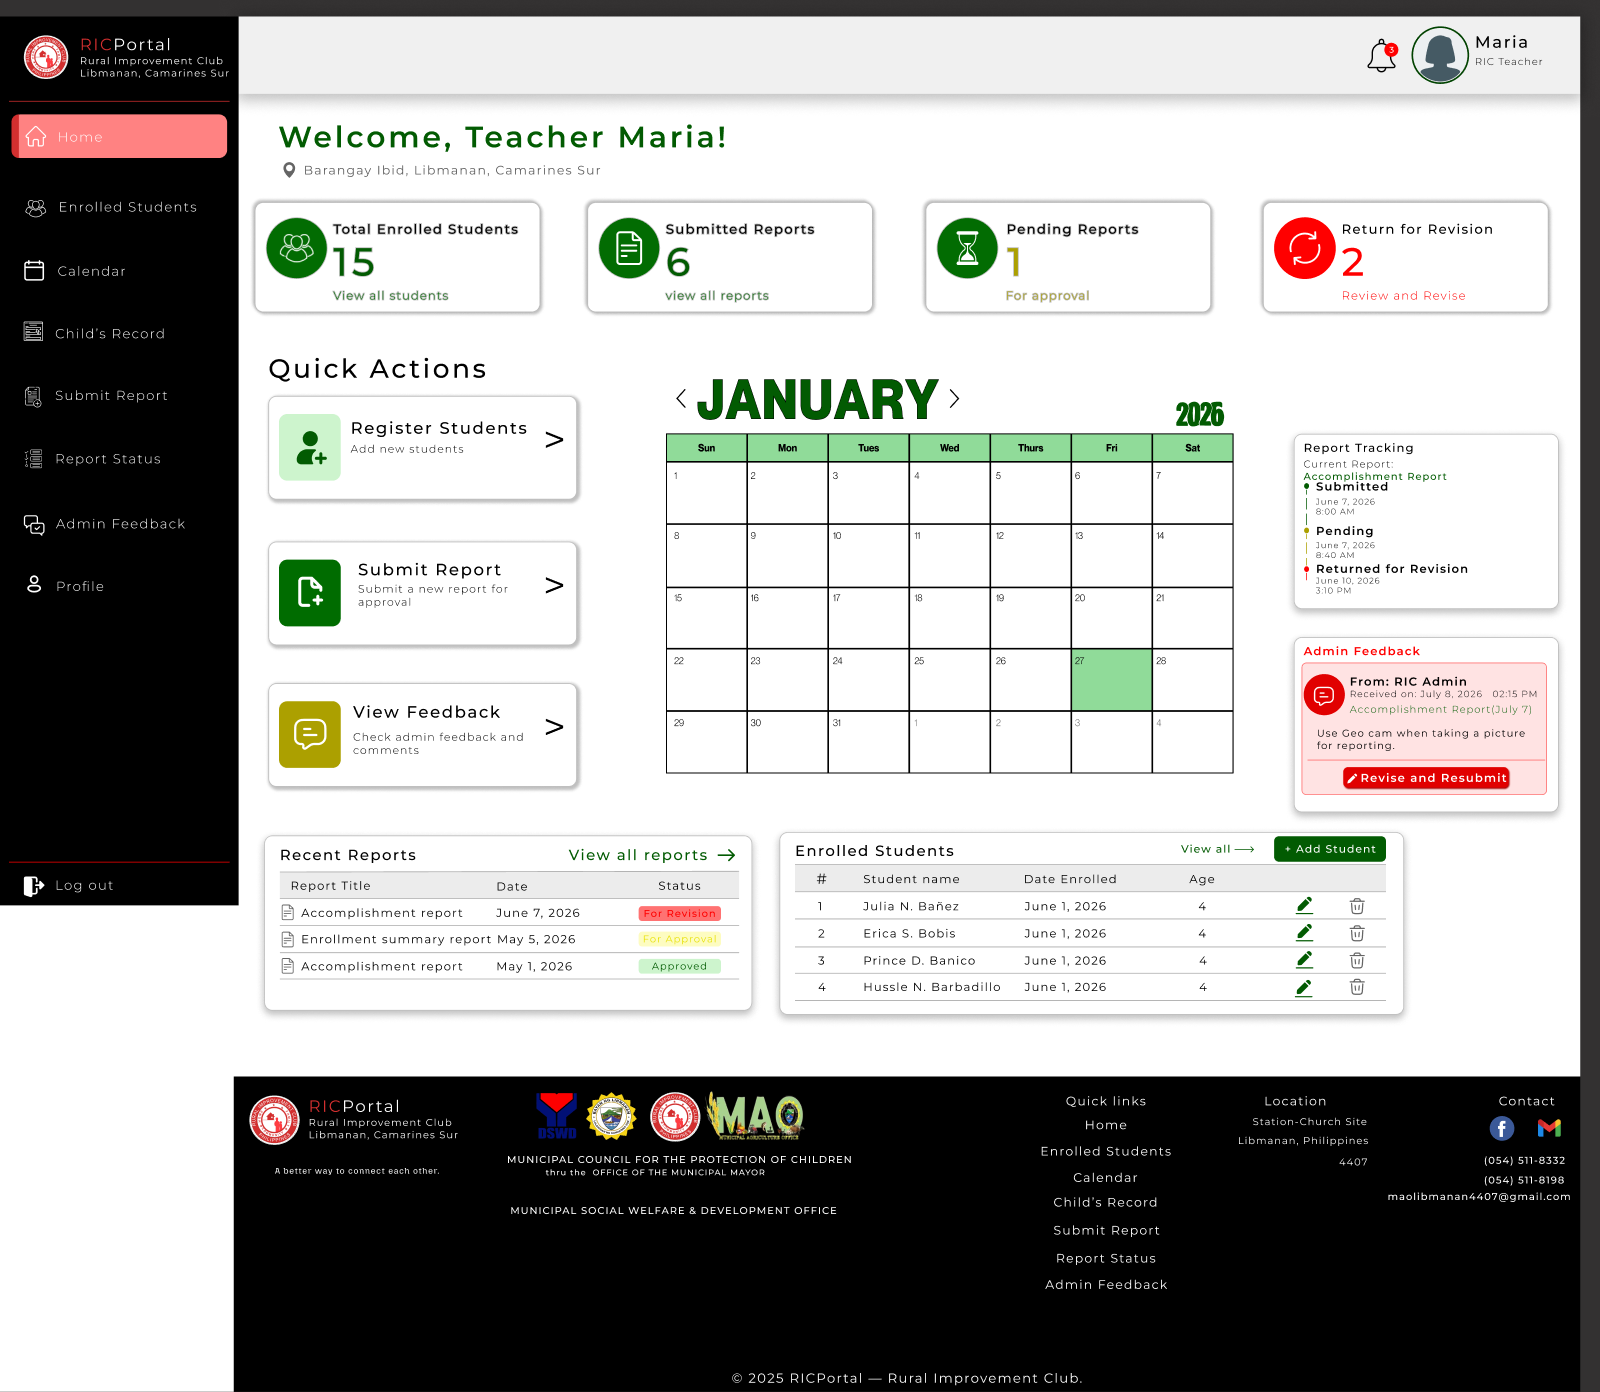 RICPortal
Rural Improvement Club
Libmanan, Camarines Sur
Home
Enrolled Students
Calendar
Child's Record
Submit Report
Report Status
Admin Feedback
Profile
Log out
3
Maria
RIC Teacher
Welcome, Teacher Maria!
Barangay Ibid, Libmanan, Camarines Sur
Total Enrolled Students
15
View all students
Submitted Reports
6
view all reports
Pending Reports
1
For approval
Return for Revision
2
Review and Revise
Quick Actions
Register Students
Add new students
>
Submit Report
Submit a new report for
approval
>
View Feedback
Check admin feedback and
comments
>
< JANUARY >
2026
Sun Mon Tues Wed Thurs Fri Sat
1 2 3 4 5 6 7
8 9 10 11 12 13 14
15 16 17 18 19 20 21
22 23 24 25 26 27 28
29 30 31 1 2 3 4
Report Tracking
Current Report:
Accomplishment Report
Submitted
June 7, 2026
8:00 AM
Pending
June 7, 2026
8:40 AM
Returned for Revision
June 10, 2026
3:10 PM
Admin Feedback
From: RIC Admin
Received on: July 8, 2026 02:15 PM
Accomplishment Report(July 7)
Use Geo cam when taking a picture
for reporting.
Revise and Resubmit
Recent Reports View all reports →
Report Title Date Status
Accomplishment report June 7, 2026 For Revision
Enrollment summary report May 5, 2026 For Approval
Accomplishment report May 1, 2026 Approved
Enrolled Students View all → + Add Student
# Student name Date Enrolled Age
1 Julia N. Bañez June 1, 2026 4
2 Erica S. Bobis June 1, 2026 4
3 Prince D. Banico June 1, 2026 4
4 Hussle N. Barbadillo June 1, 2026 4
RICPortal
Rural Improvement Club
Libmanan, Camarines Sur
A better way to connect each other.
DSWD
MAO
MUNICIPAL AGRICULTURE OFFICE
MUNICIPAL COUNCIL FOR THE PROTECTION OF CHILDREN
thru the OFFICE OF THE MUNICIPAL MAYOR
MUNICIPAL SOCIAL WELFARE & DEVELOPMENT OFFICE
Quick links
Home
Enrolled Students
Calendar
Child's Record
Submit Report
Report Status
Admin Feedback
Location
Station-Church Site
Libmanan, Philippines
4407
Contact
(054) 511-8332
(054) 511-8198
maolibmanan4407@gmail.com
© 2025 RICPortal — Rural Improvement Club.